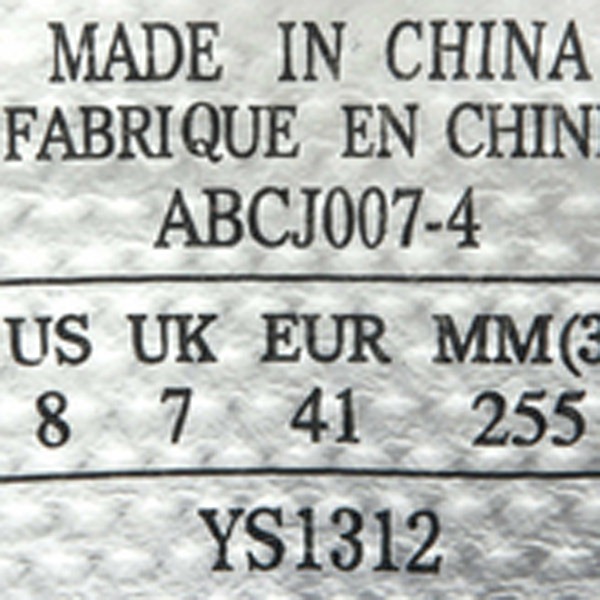 MADE IN CHINA
FABRIQUE EN CHIN
ABCJ007-4
US UK EUR MM(3
8 7 41 255
YS1312